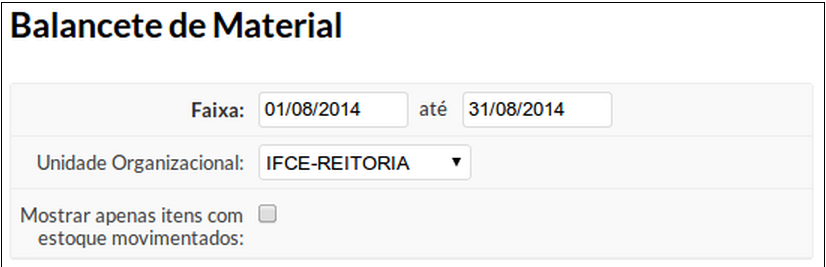 Balancete de Material
Faixa: 01/08/2014 até 31/08/2014
Unidade Organizacional: IFCE-REITORIA
Mostrar apenas itens com
estoque movimentados: